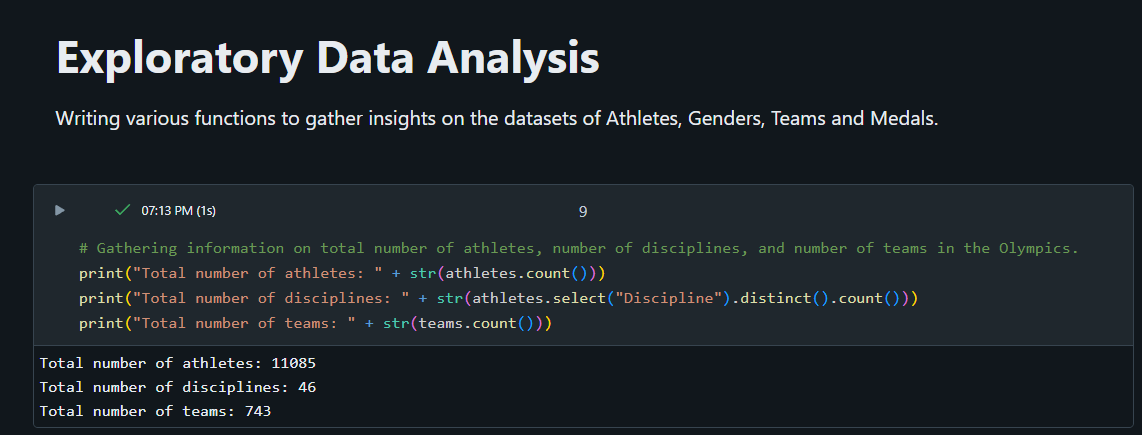 Exploratory Data Analysis
Writing various functions to gather insights on the datasets of Athletes, Genders, Teams and Medals.
07:13 PM (1s)
9
# Gathering information on total number of athletes, number of disciplines, and number of teams in the Olympics.
print("Total number of athletes: " + str(athletes.count()))
print("Total number of disciplines: " + str(athletes.select("Discipline").distinct().count()))
print("Total number of teams: " + str(teams.count()))
Total number of athletes: 11085
Total number of disciplines: 46
Total number of teams: 743